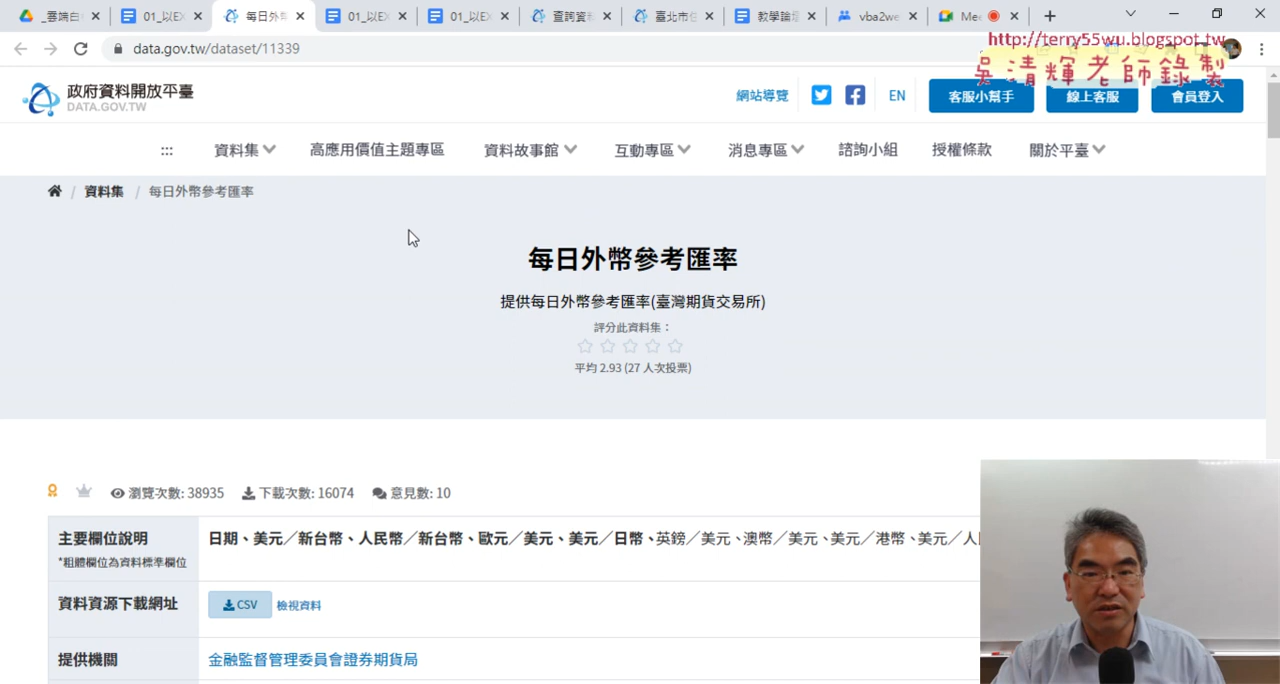 _雲端白
01_以EX
每日外幣
01_以EX
01_以EX
查詢資料
臺北市住
教學論壇
vba2we
Mee
data.gov.tw/dataset/11339
http://terry55wu.blogspot.tw
吳清輝老師錄製
政府資料開放平臺
DATA.GOV.TW
網站導覽
EN
客服小幫手
線上客服
會員登入
資料集
高應用價值主題專區
資料故事館
互動專區
消息專區
諮詢小組
授權條款
關於平臺
/ 資料集 / 每日外幣參考匯率
每日外幣參考匯率
提供每日外幣參考匯率(臺灣期貨交易所)
評分此資料集：
平均 2.93 (27 人次投票)
瀏覽次數: 38935 下載次數: 16074 意見數: 10
主要欄位說明
*粗體欄位為資料標準欄位
日期、美元／新台幣、人民幣／新台幣、歐元／美元、美元／日幣、英鎊／美元、澳幣／美元、美元／港幣、美元／人
資料資源下載網址
CSV 檢視資料
提供機關
金融監督管理委員會證券期貨局